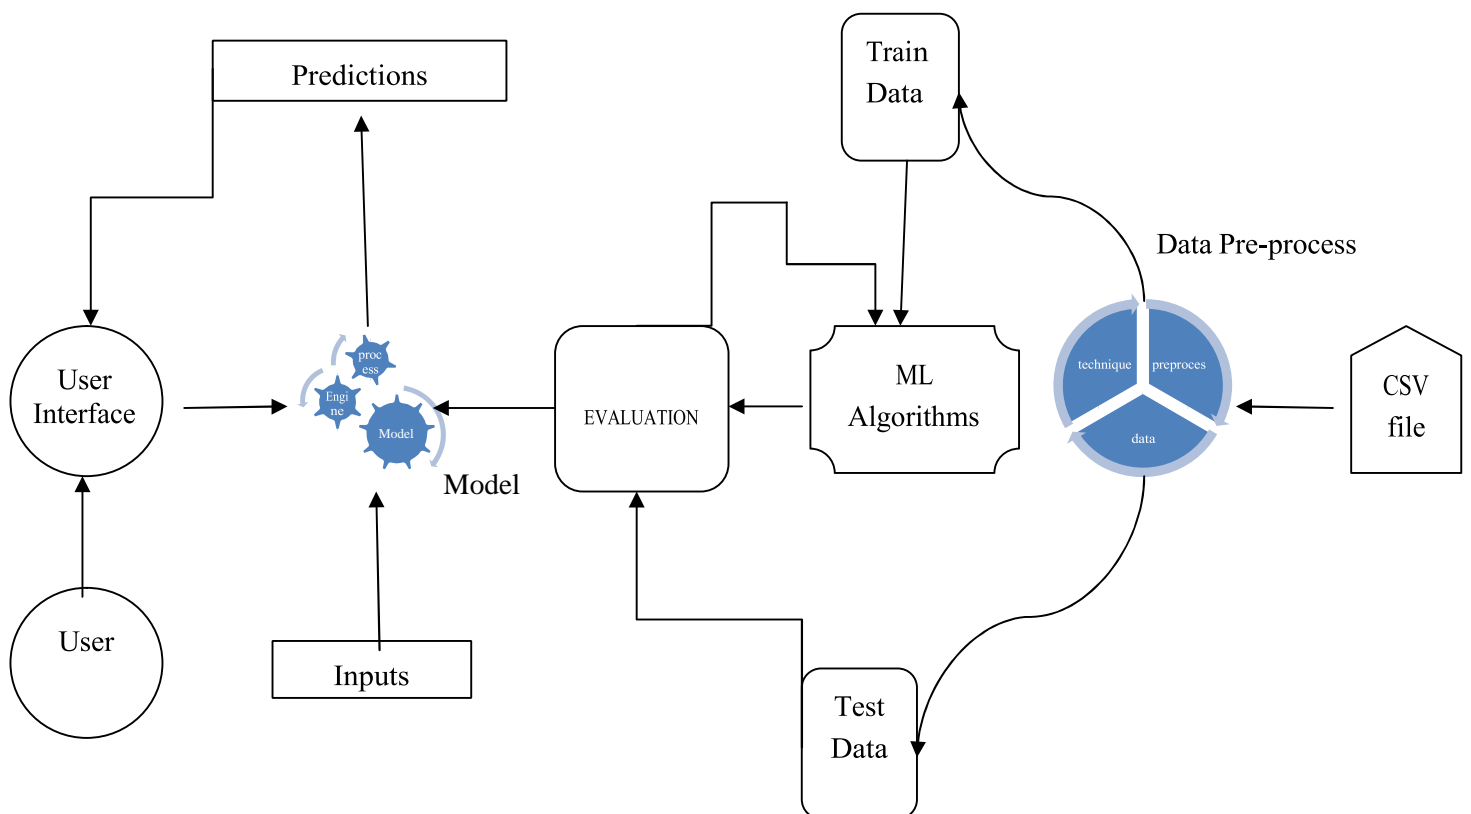 Predictions
Train
Data
Data Pre-process
User
Interface
proc
ess
Engi
ne
Model
Model
EVALUATION
ML
Algorithms
technique
preproces
data
CSV
file
User
Inputs
Test
Data